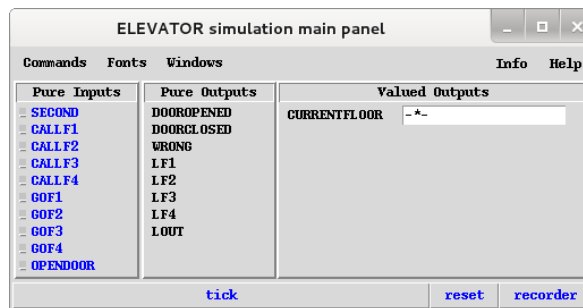 ELEVATOR simulation main panel
Commands Fonts Windows Info Help
Pure Inputs Pure Outputs Valued Outputs
SECOND DOOROPENED CURRENTFLOOR -*-
CALLF1 DOORCLOSED
CALLF2 WRONG
CALLF3 LF1
CALLF4 LF2
GOF1 LF3
GOF2 LF4
GOF3 LOUT
GOF4
OPENDOOR
tick reset recorder